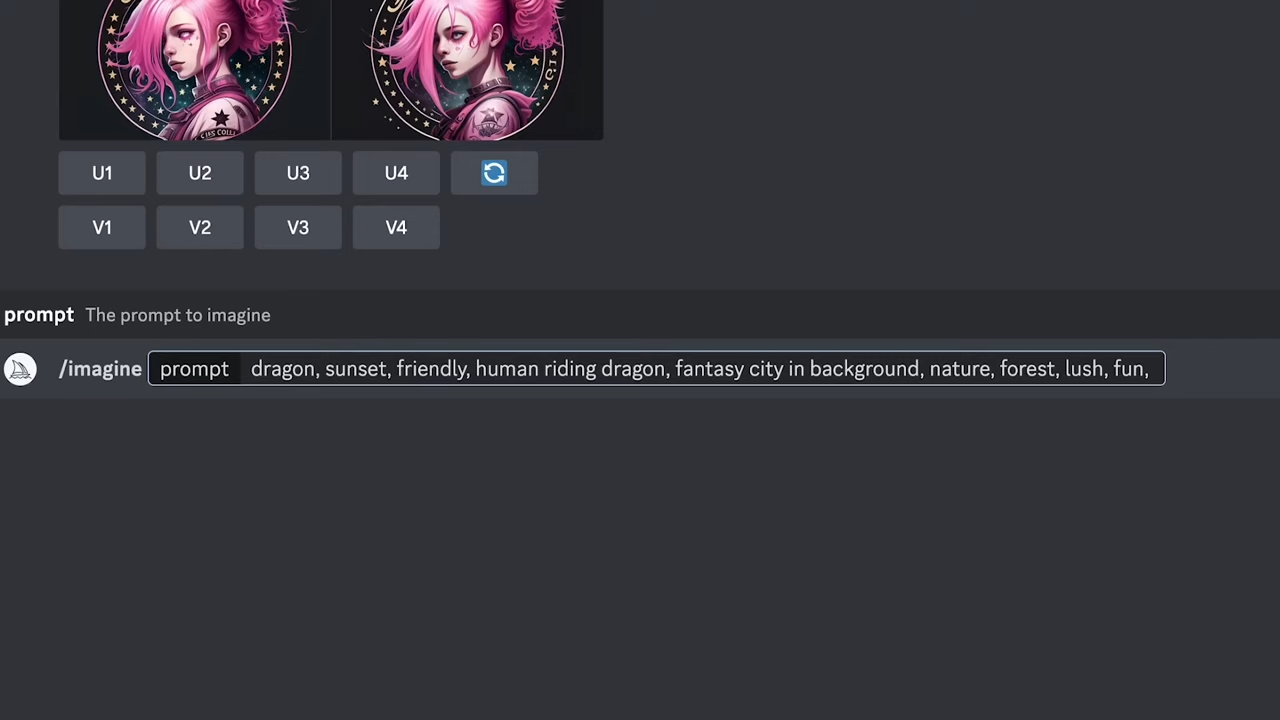 U1 U2 U3 U4
V1 V2 V3 V4
prompt The prompt to imagine
/imagine prompt dragon, sunset, friendly, human riding dragon, fantasy city in background, nature, forest, lush, fun,